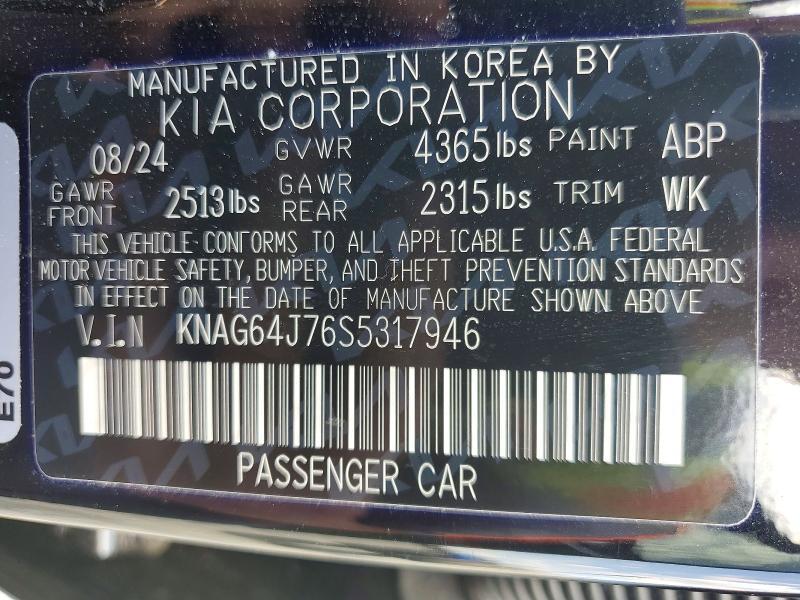 MANUFACTURED IN KOREA BY
KIA CORPORATION
08/24 GVWR 4365 lbs PAINT ABP
GAWR FRONT 2513 lbs GAWR REAR 2315 lbs TRIM WK
THIS VEHICLE CONFORMS TO ALL APPLICABLE U.S.A. FEDERAL
MOTOR VEHICLE SAFETY, BUMPER, AND THEFT PREVENTION STANDARDS
IN EFFECT ON THE DATE OF MANUFACTURE SHOWN ABOVE
V.I.N KNAG64J76S5317946
PASSENGER CAR
E70